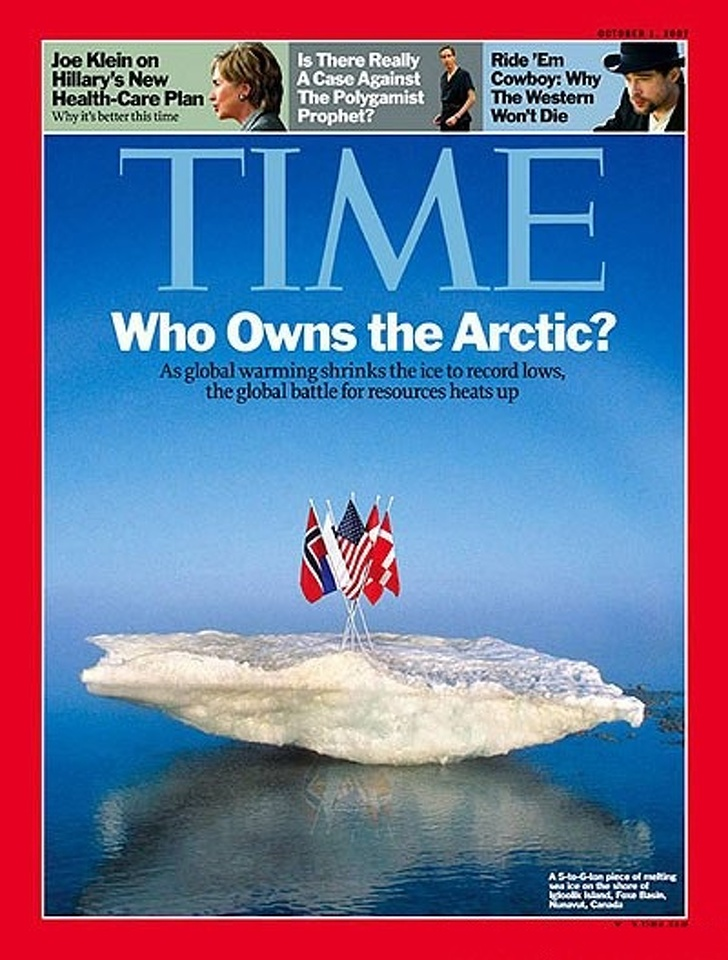 OCTOBER 1, 2007
Joe Klein on
Hillary's New
Health-Care Plan
Why it's better this time
Is There Really
A Case Against
The Polygamist
Prophet?
Ride 'Em
Cowboy: Why
The Western
Won't Die
TIME
Who Owns the Arctic?
As global warming shrinks the ice to record lows,
the global battle for resources heats up
A 5-to-6-ton piece of melting
sea ice on the shore of
Igloolik Island, Foxe Basin,
Nunavut, Canada